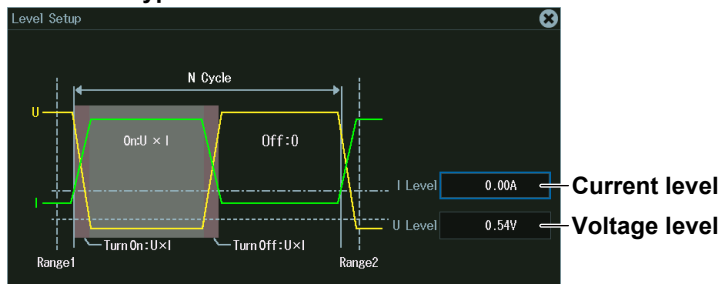 Level Setup
N Cycle
U
On:U × I
Off:0
I Level
0.00A
Current level
I
U Level
0.54V
Voltage level
Turn On:U×I
Turn Off:U×I
Range1
Range2